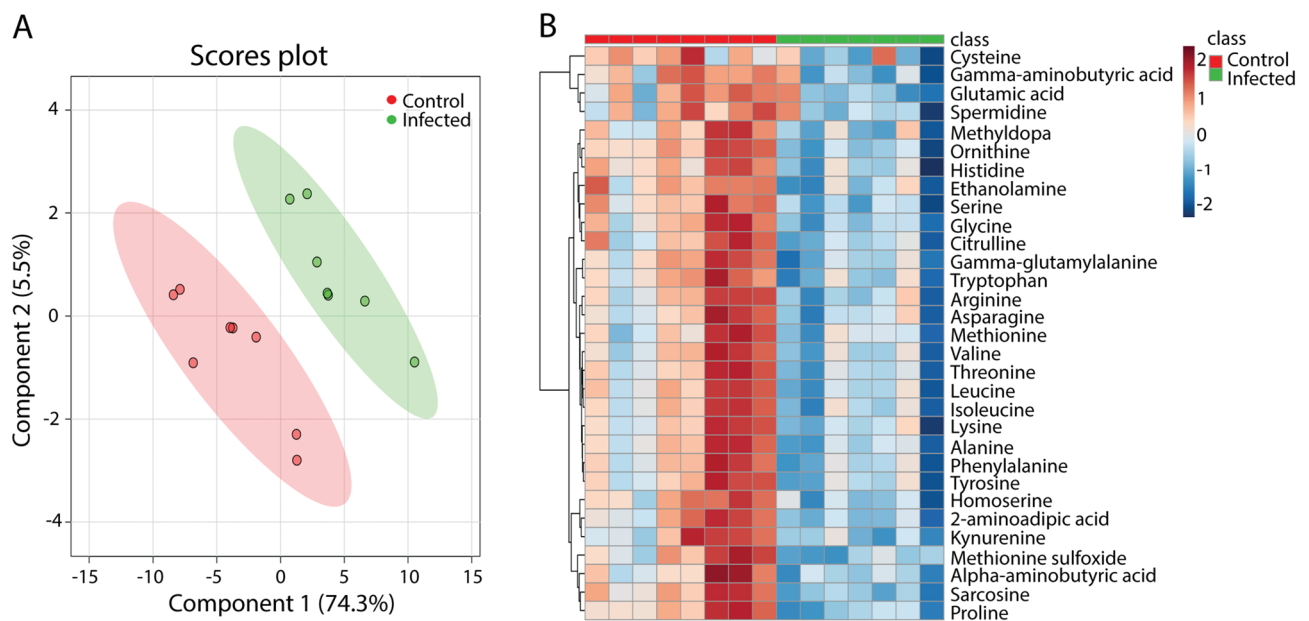 A
Scores plot
Control
Infected
4
2
0
-2
-4
Component 2 (5.5%)
-15 -10 -5 0 5 10 15
Component 1 (74.3%)
B
class
Cysteine
Gamma-aminobutyric acid
Glutamic acid
Spermidine
Methyldopa
Ornithine
Histidine
Ethanolamine
Serine
Glycine
Citrulline
Gamma-glutamylalanine
Tryptophan
Arginine
Asparagine
Methionine
Valine
Threonine
Leucine
Isoleucine
Lysine
Alanine
Phenylalanine
Tyrosine
Homoserine
2-aminoadipic acid
Kynurenine
Methionine sulfoxide
Alpha-aminobutyric acid
Sarcosine
Proline
2
1
0
-1
-2
class
Control
Infected